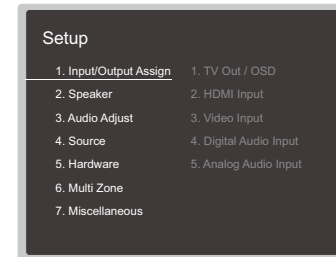 Setup
1. Input/Output Assign
2. Speaker
3. Audio Adjust
4. Source
5. Hardware
6. Multi Zone
7. Miscellaneous
1. TV Out / OSD
2. HDMI Input
3. Video Input
4. Digital Audio Input
5. Analog Audio Input